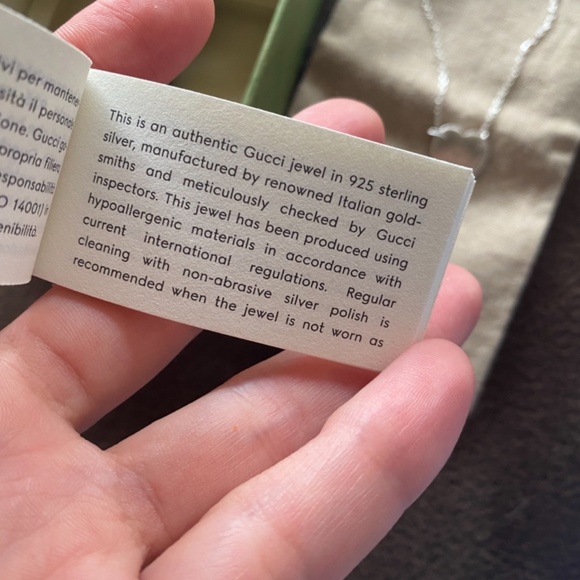 vi per mantene
sità il persona
ione. Gucci
propria filier
esponsabilit
O 14001)
enibilità.
This is an authentic Gucci jewel in 925 sterling
silver, manufactured by renowned Italian gold-
smiths and meticulously checked by Gucci
inspectors. This jewel has been produced using
hypoallergenic materials in accordance with
current international regulations. Regular
cleaning with non-abrasive silver polish is
recommended when the jewel is not worn as